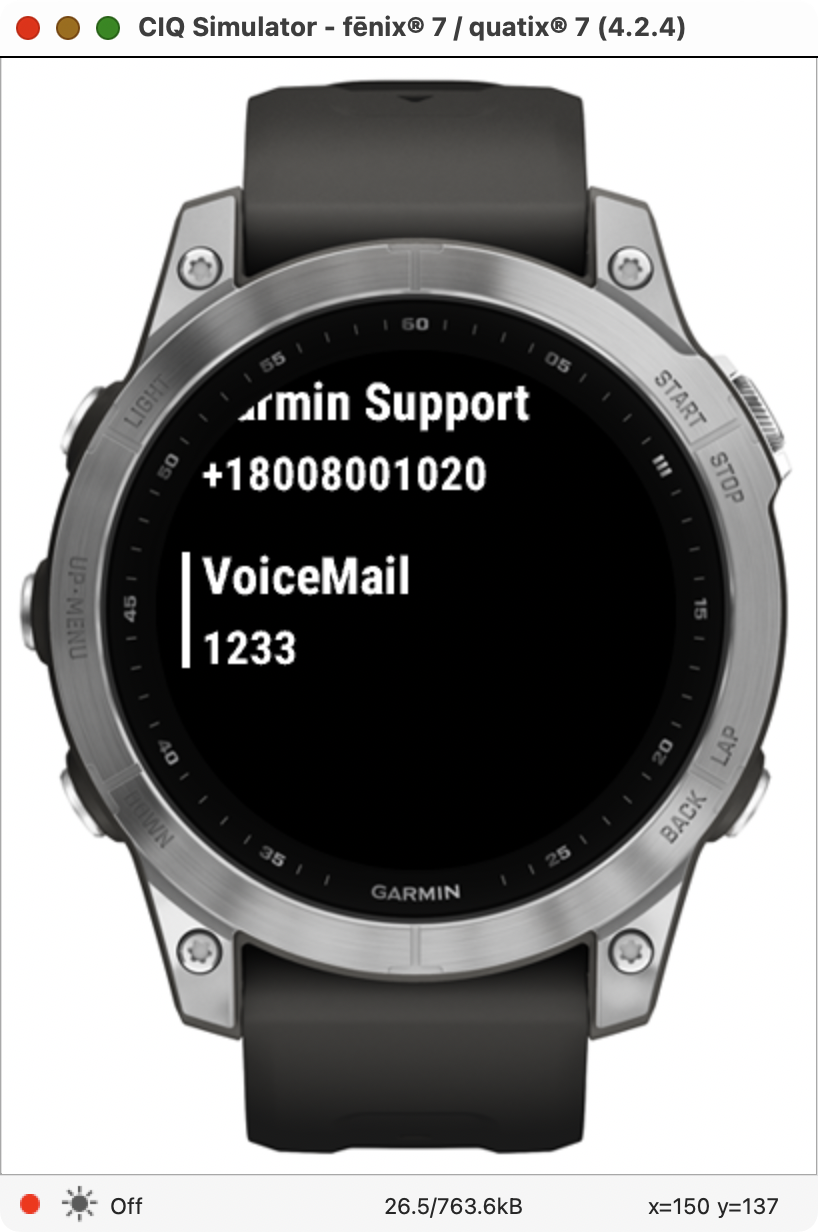 CIQ Simulator - fēnix® 7 / quatix® 7 (4.2.4)
60
55
05
LIGHT
START
50
STOP
armin Support
+18008001020
UP·MENU
45
VoiceMail
15
1233
40
20
LAP
DOWN
BACK
35
25
GARMIN
Off
26.5/763.6kB
x=150 y=137